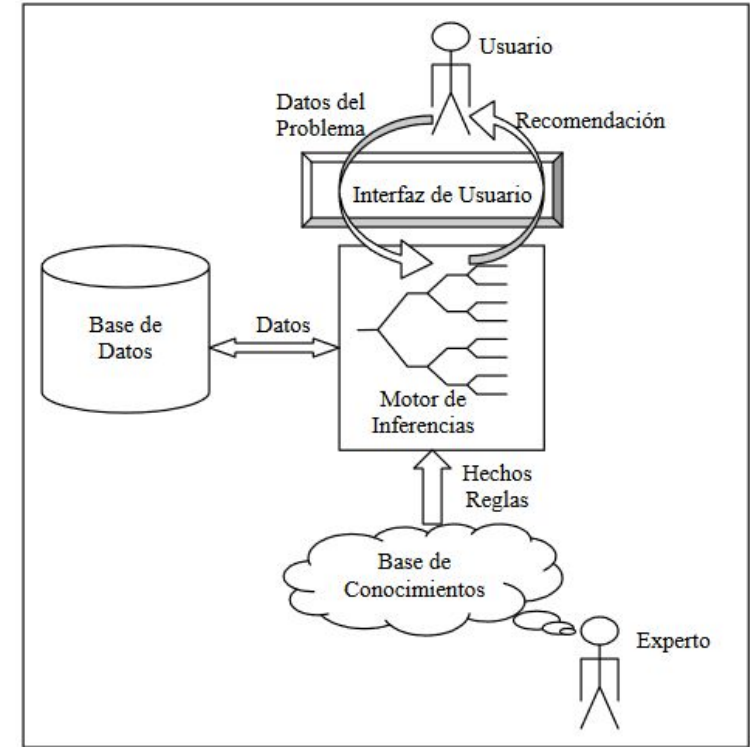 Usuario
Datos del
Problema
Recomendación
Interfaz de Usuario
Base de
Datos
Datos
Motor de
Inferencias
Hechos
Reglas
Base de
Conocimientos
Experto